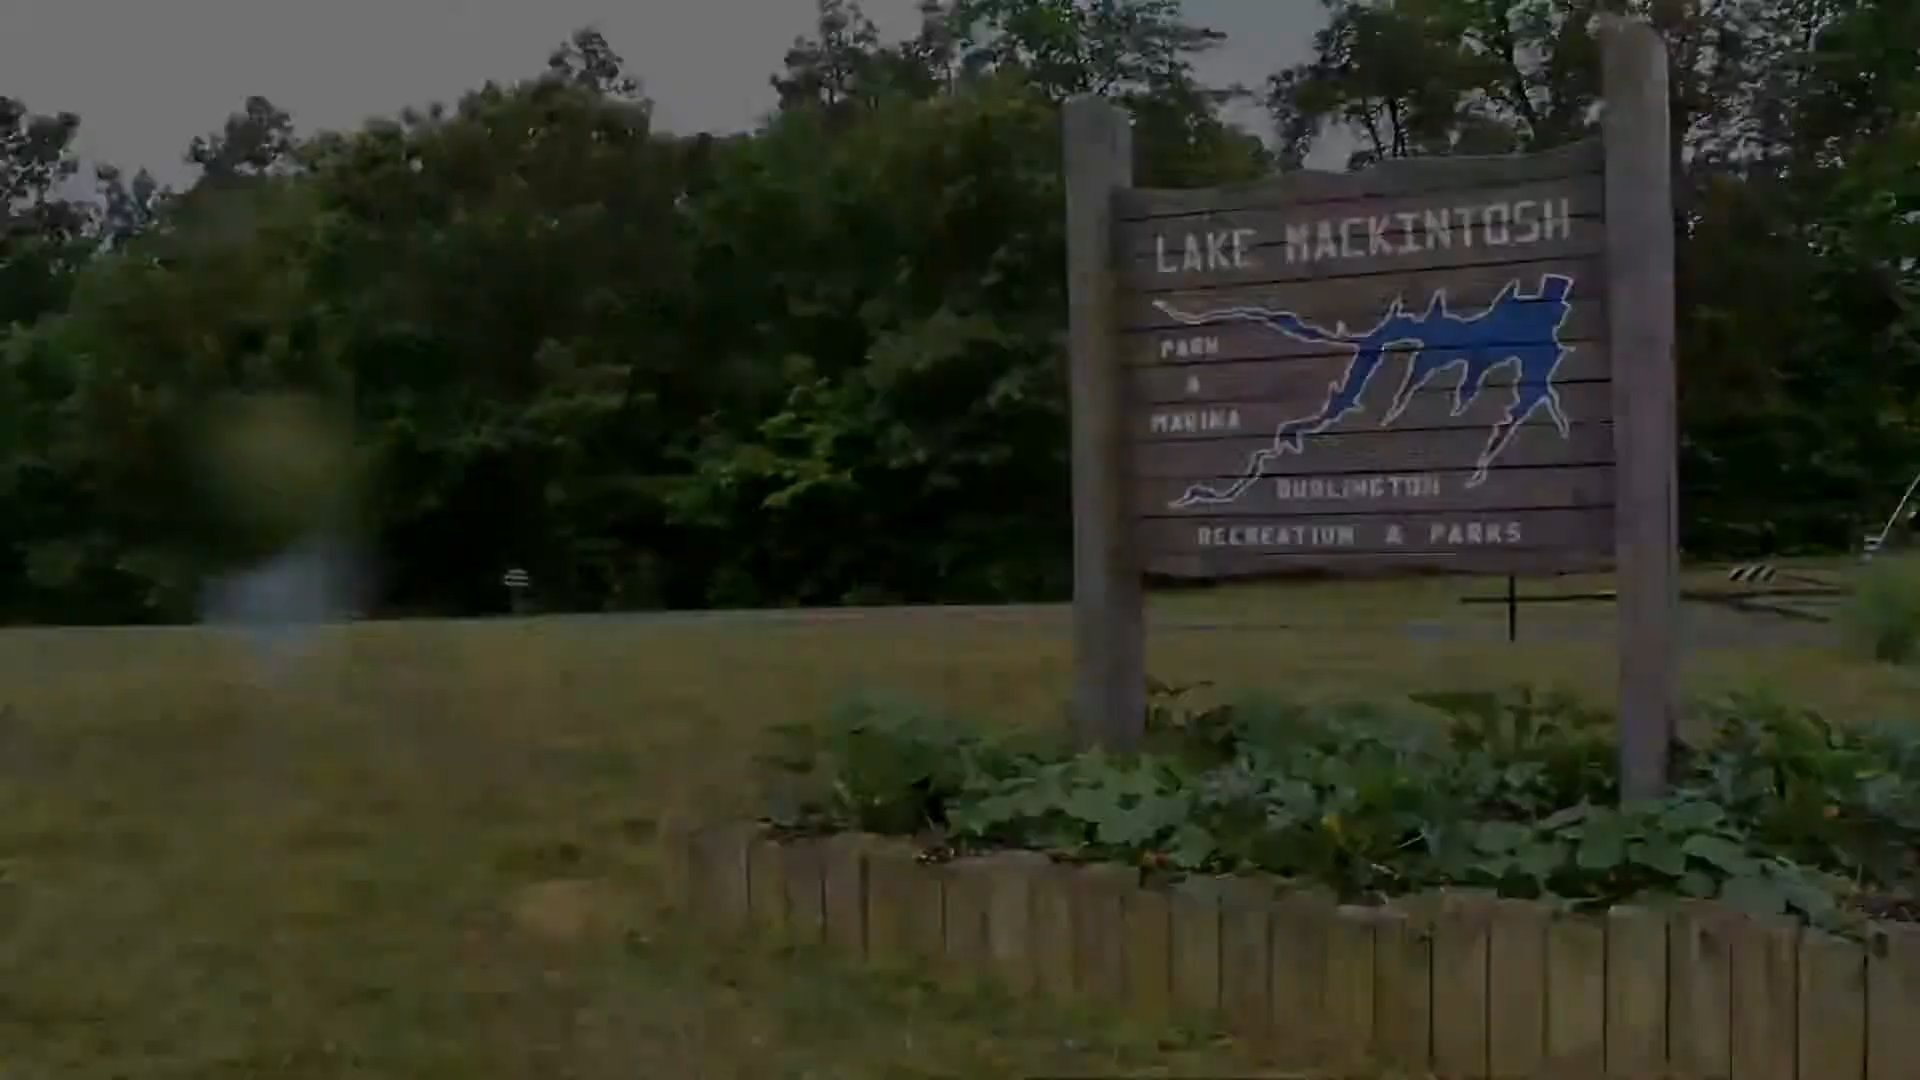 LAKE MACKINTOSH
PARK
&
MARINA
BURLINGTON
RECREATION & PARKS